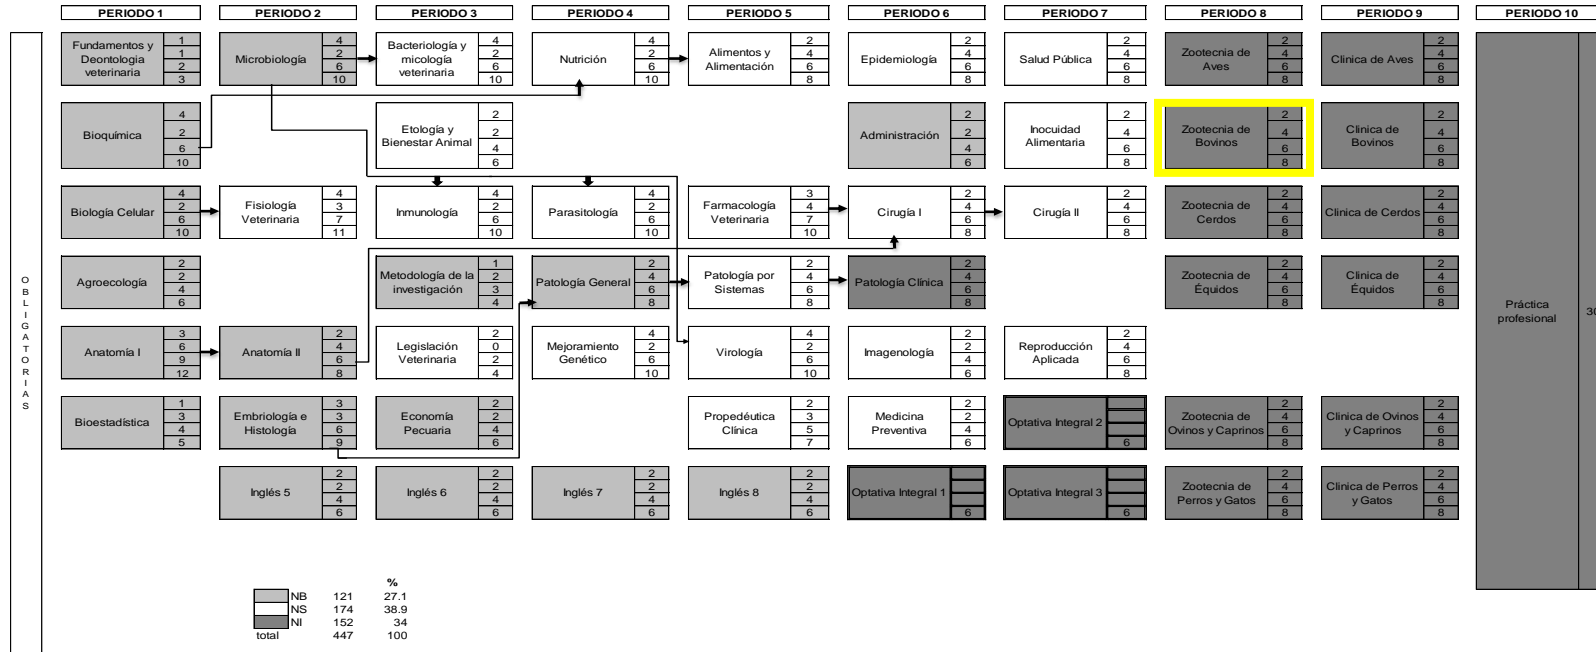 PERIODO 1 PERIODO 2 PERIODO 3 PERIODO 4 PERIODO 5 PERIODO 6 PERIODO 7 PERIODO 8 PERIODO 9 PERIODO 10
OBLIGATORIAS
Fundamentos y
Deontologia
veterinaria
1
1
2
3
Microbiología
4
2
6
10
Bacteriología y
micología
veterinaria
4
2
6
10
Nutrición
4
2
6
10
Alimentos y
Alimentación
2
4
6
8
Epidemiología
2
4
6
8
Salud Pública
2
4
6
8
Zootecnia de
Aves
2
4
6
8
Clinica de Aves
2
4
6
8
Bioquímica
4
2
6
10
Etología y
Bienestar Animal
2
2
4
6
Administración
2
2
4
6
Inocuidad
Alimentaria
2
4
6
8
Zootecnia de
Bovinos
2
4
6
8
Clinica de
Bovinos
2
4
6
8
Biología Celular
4
2
6
10
Fisiología
Veterinaria
4
3
7
11
Inmunología
4
2
6
10
Parasitología
4
2
6
10
Farmacología
Veterinaria
3
4
7
10
Cirugía I
2
4
6
8
Cirugía II
2
4
6
8
Zootecnia de
Cerdos
2
4
6
8
Clinica de Cerdos
2
4
6
8
Agroecología
2
2
4
6
Metodología de la
investigación
1
2
3
4
Patología General
2
4
6
8
Patología por
Sistemas
2
4
6
8
Patología Clínica
2
4
6
8
Zootecnia de
Équidos
2
4
6
8
Clinica de
Équidos
2
4
6
8
Práctica
profesional
30
Anatomía I
3
6
9
12
Anatomía II
2
4
6
8
Legislación
Veterinaria
2
0
2
4
Mejoramiento
Genético
4
2
6
10
Virología
4
2
6
10
Imagenología
2
2
4
6
Reproducción
Aplicada
2
4
6
8
Bioestadística
1
3
4
5
Embriología e
Histología
3
3
6
9
Economía
Pecuaria
2
2
4
6
Propedéutica
Clínica
2
3
5
7
Medicina
Preventiva
2
2
4
6
Optativa Integral 2
6
Zootecnia de
Ovinos y Caprinos
2
4
6
8
Clinica de Ovinos
y Caprinos
2
4
6
8
Inglés 5
2
2
4
6
Inglés 6
2
2
4
6
Inglés 7
2
2
4
6
Inglés 8
2
2
4
6
Optativa Integral 1
6
Optativa Integral 3
6
Zootecnia de
Perros y Gatos
2
4
6
8
Clinica de Perros
y Gatos
2
4
6
8
%
NB 121 27.1
NS 174 38.9
NI 152 34
total 447 100